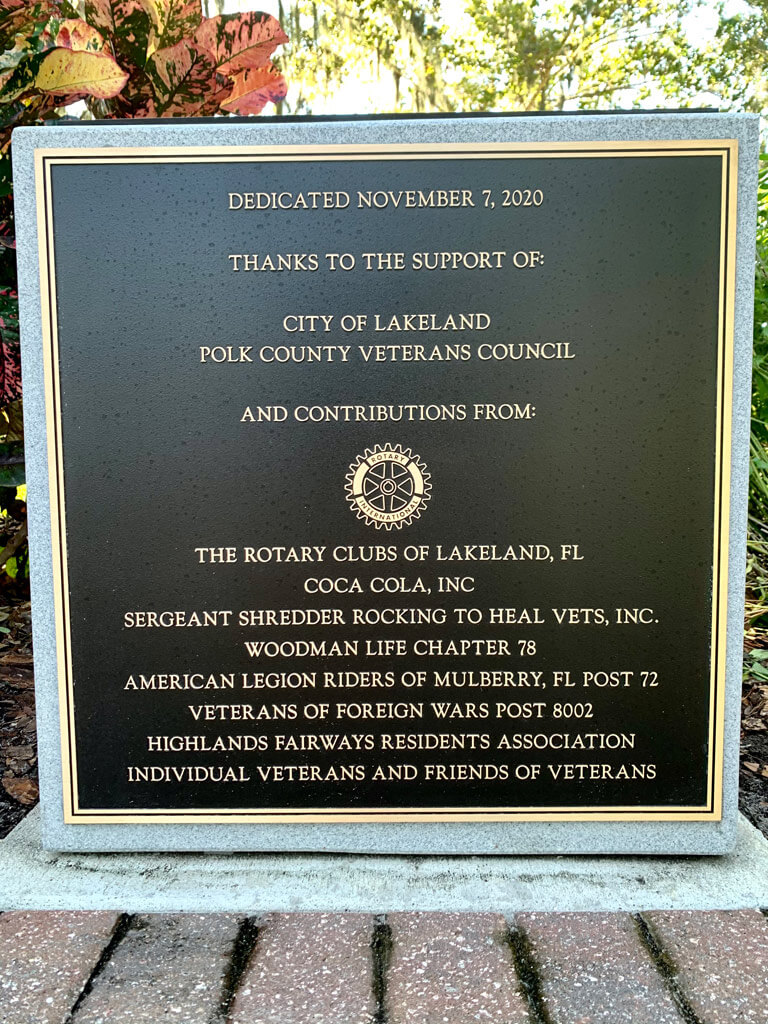 DEDICATED NOVEMBER 7, 2020
THANKS TO THE SUPPORT OF:
CITY OF LAKELAND
POLK COUNTY VETERANS COUNCIL
AND CONTRIBUTIONS FROM:
ROTARY
INTERNATIONAL
THE ROTARY CLUBS OF LAKELAND, FL
COCA COLA, INC
SERGEANT SHREDDER ROCKING TO HEAL VETS, INC.
WOODMAN LIFE CHAPTER 78
AMERICAN LEGION RIDERS OF MULBERRY, FL POST 72
VETERANS OF FOREIGN WARS POST 8002
HIGHLANDS FAIRWAYS RESIDENTS ASSOCIATION
INDIVIDUAL VETERANS AND FRIENDS OF VETERANS